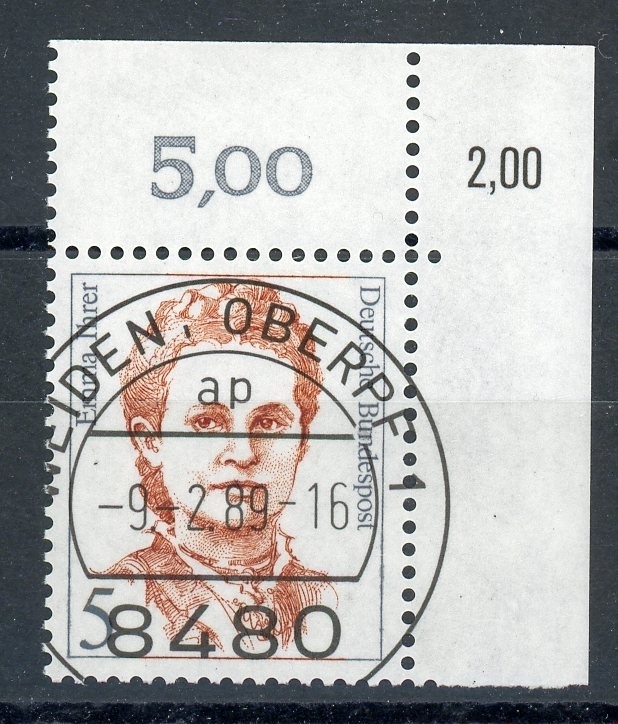 5,00
2,00
Emma Ihrer
Deutsche Bundespost
WEIDEN, OBERPF 1
ap
-9.-2.89-16
8480
5